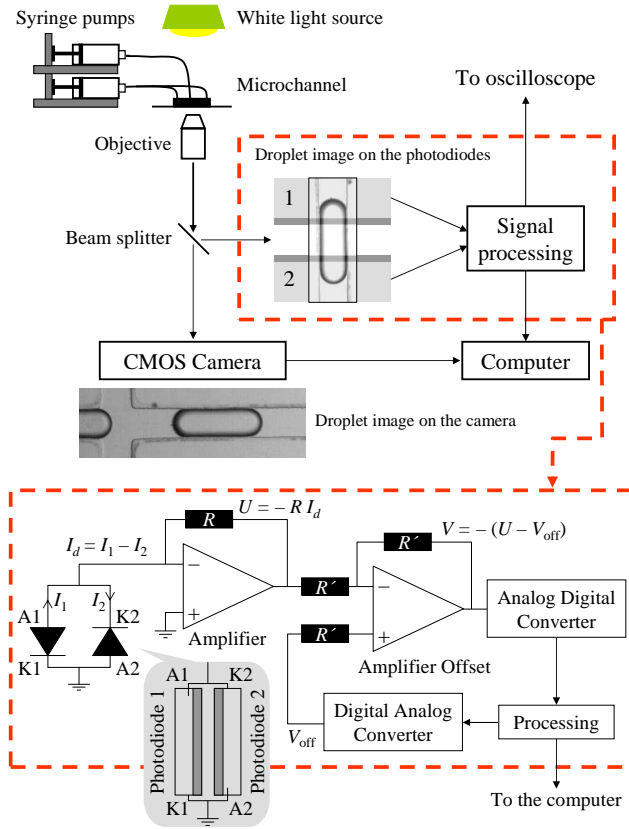 Syringe pumps
White light source
Microchannel
To oscilloscope
Objective
Droplet image on the photodiodes
1
Signal
processing
Beam splitter
2
CMOS Camera
Computer
Droplet image on the camera
R
U = − R I_d
V = − (U − V_off)
I_d = I_1 − I_2
R´
−
−
I_1
I_2
R´
A1
K2
+
Analog Digital
Converter
Amplifier
R´
+
K1
A2
Amplifier Offset
A1
K2
Photodiode 1
Photodiode 2
V_off
Digital Analog
Converter
Processing
K1
A2
To the computer